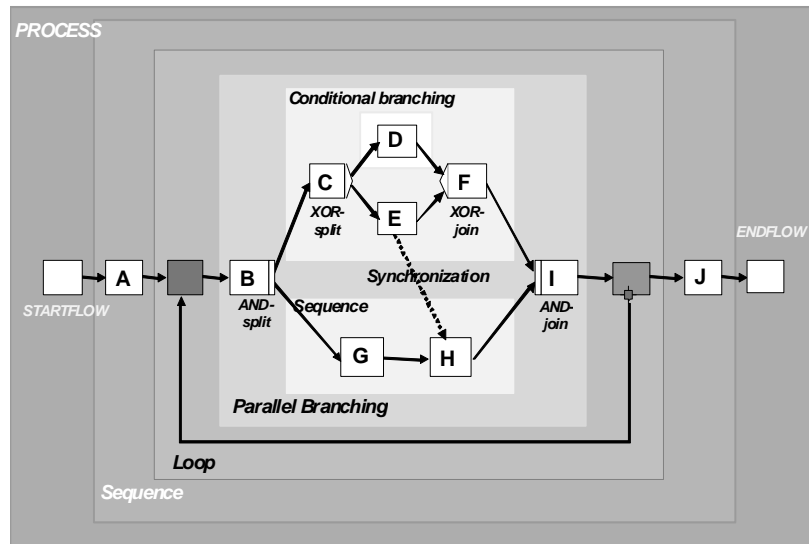 PROCESS
Conditional branching
D
C
F
XOR-
split
E
XOR-
join
ENDFLOW
Synchronization
A
B
I
J
STARTFLOW
AND-
split
Sequence
AND-
join
G
H
Parallel Branching
Loop
Sequence